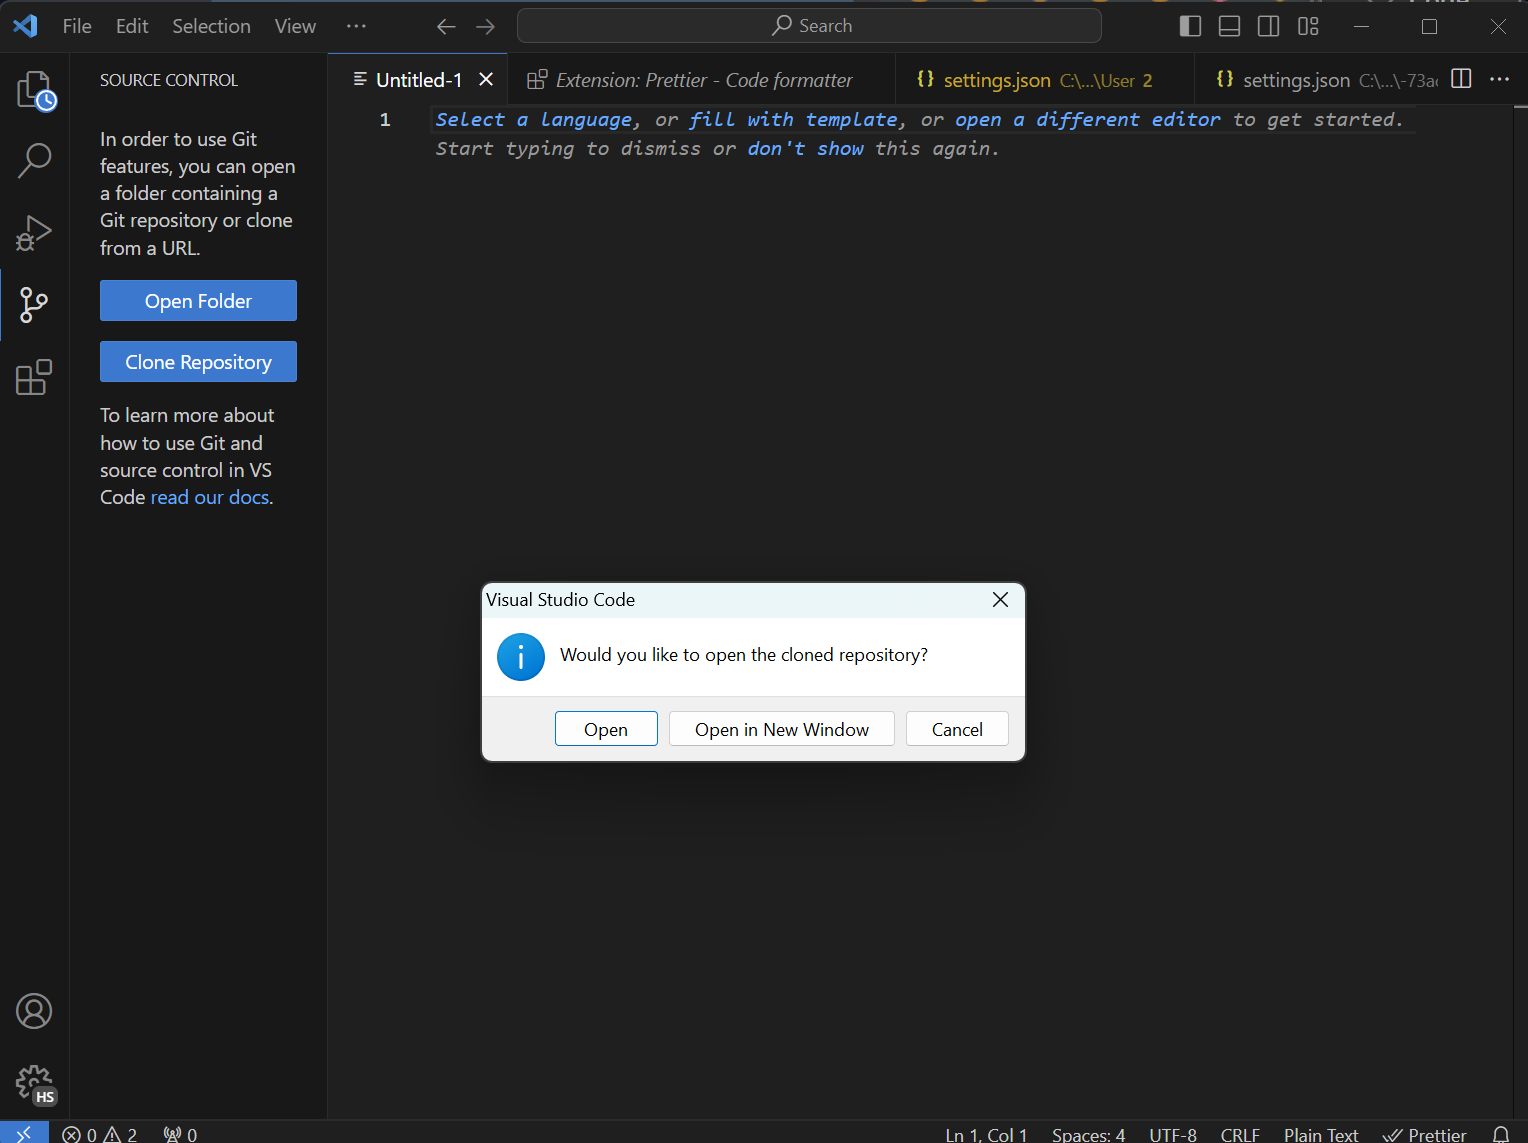 File Edit Selection View ···
Search
SOURCE CONTROL
In order to use Git
features, you can open
a folder containing a
Git repository or clone
from a URL.
Open Folder
Clone Repository
To learn more about
how to use Git and
source control in VS
Code read our docs.
Untitled-1
Extension: Prettier - Code formatter
{} settings.json C:\...\User 2
{} settings.json C:\...\-73ac
1
Select a language, or fill with template, or open a different editor to get started.
Start typing to dismiss or don't show this again.
Visual Studio Code
Would you like to open the cloned repository?
Open
Open in New Window
Cancel
HS
0 2 0
Ln 1, Col 1 Spaces: 4 UTF-8 CRLF Plain Text Prettier